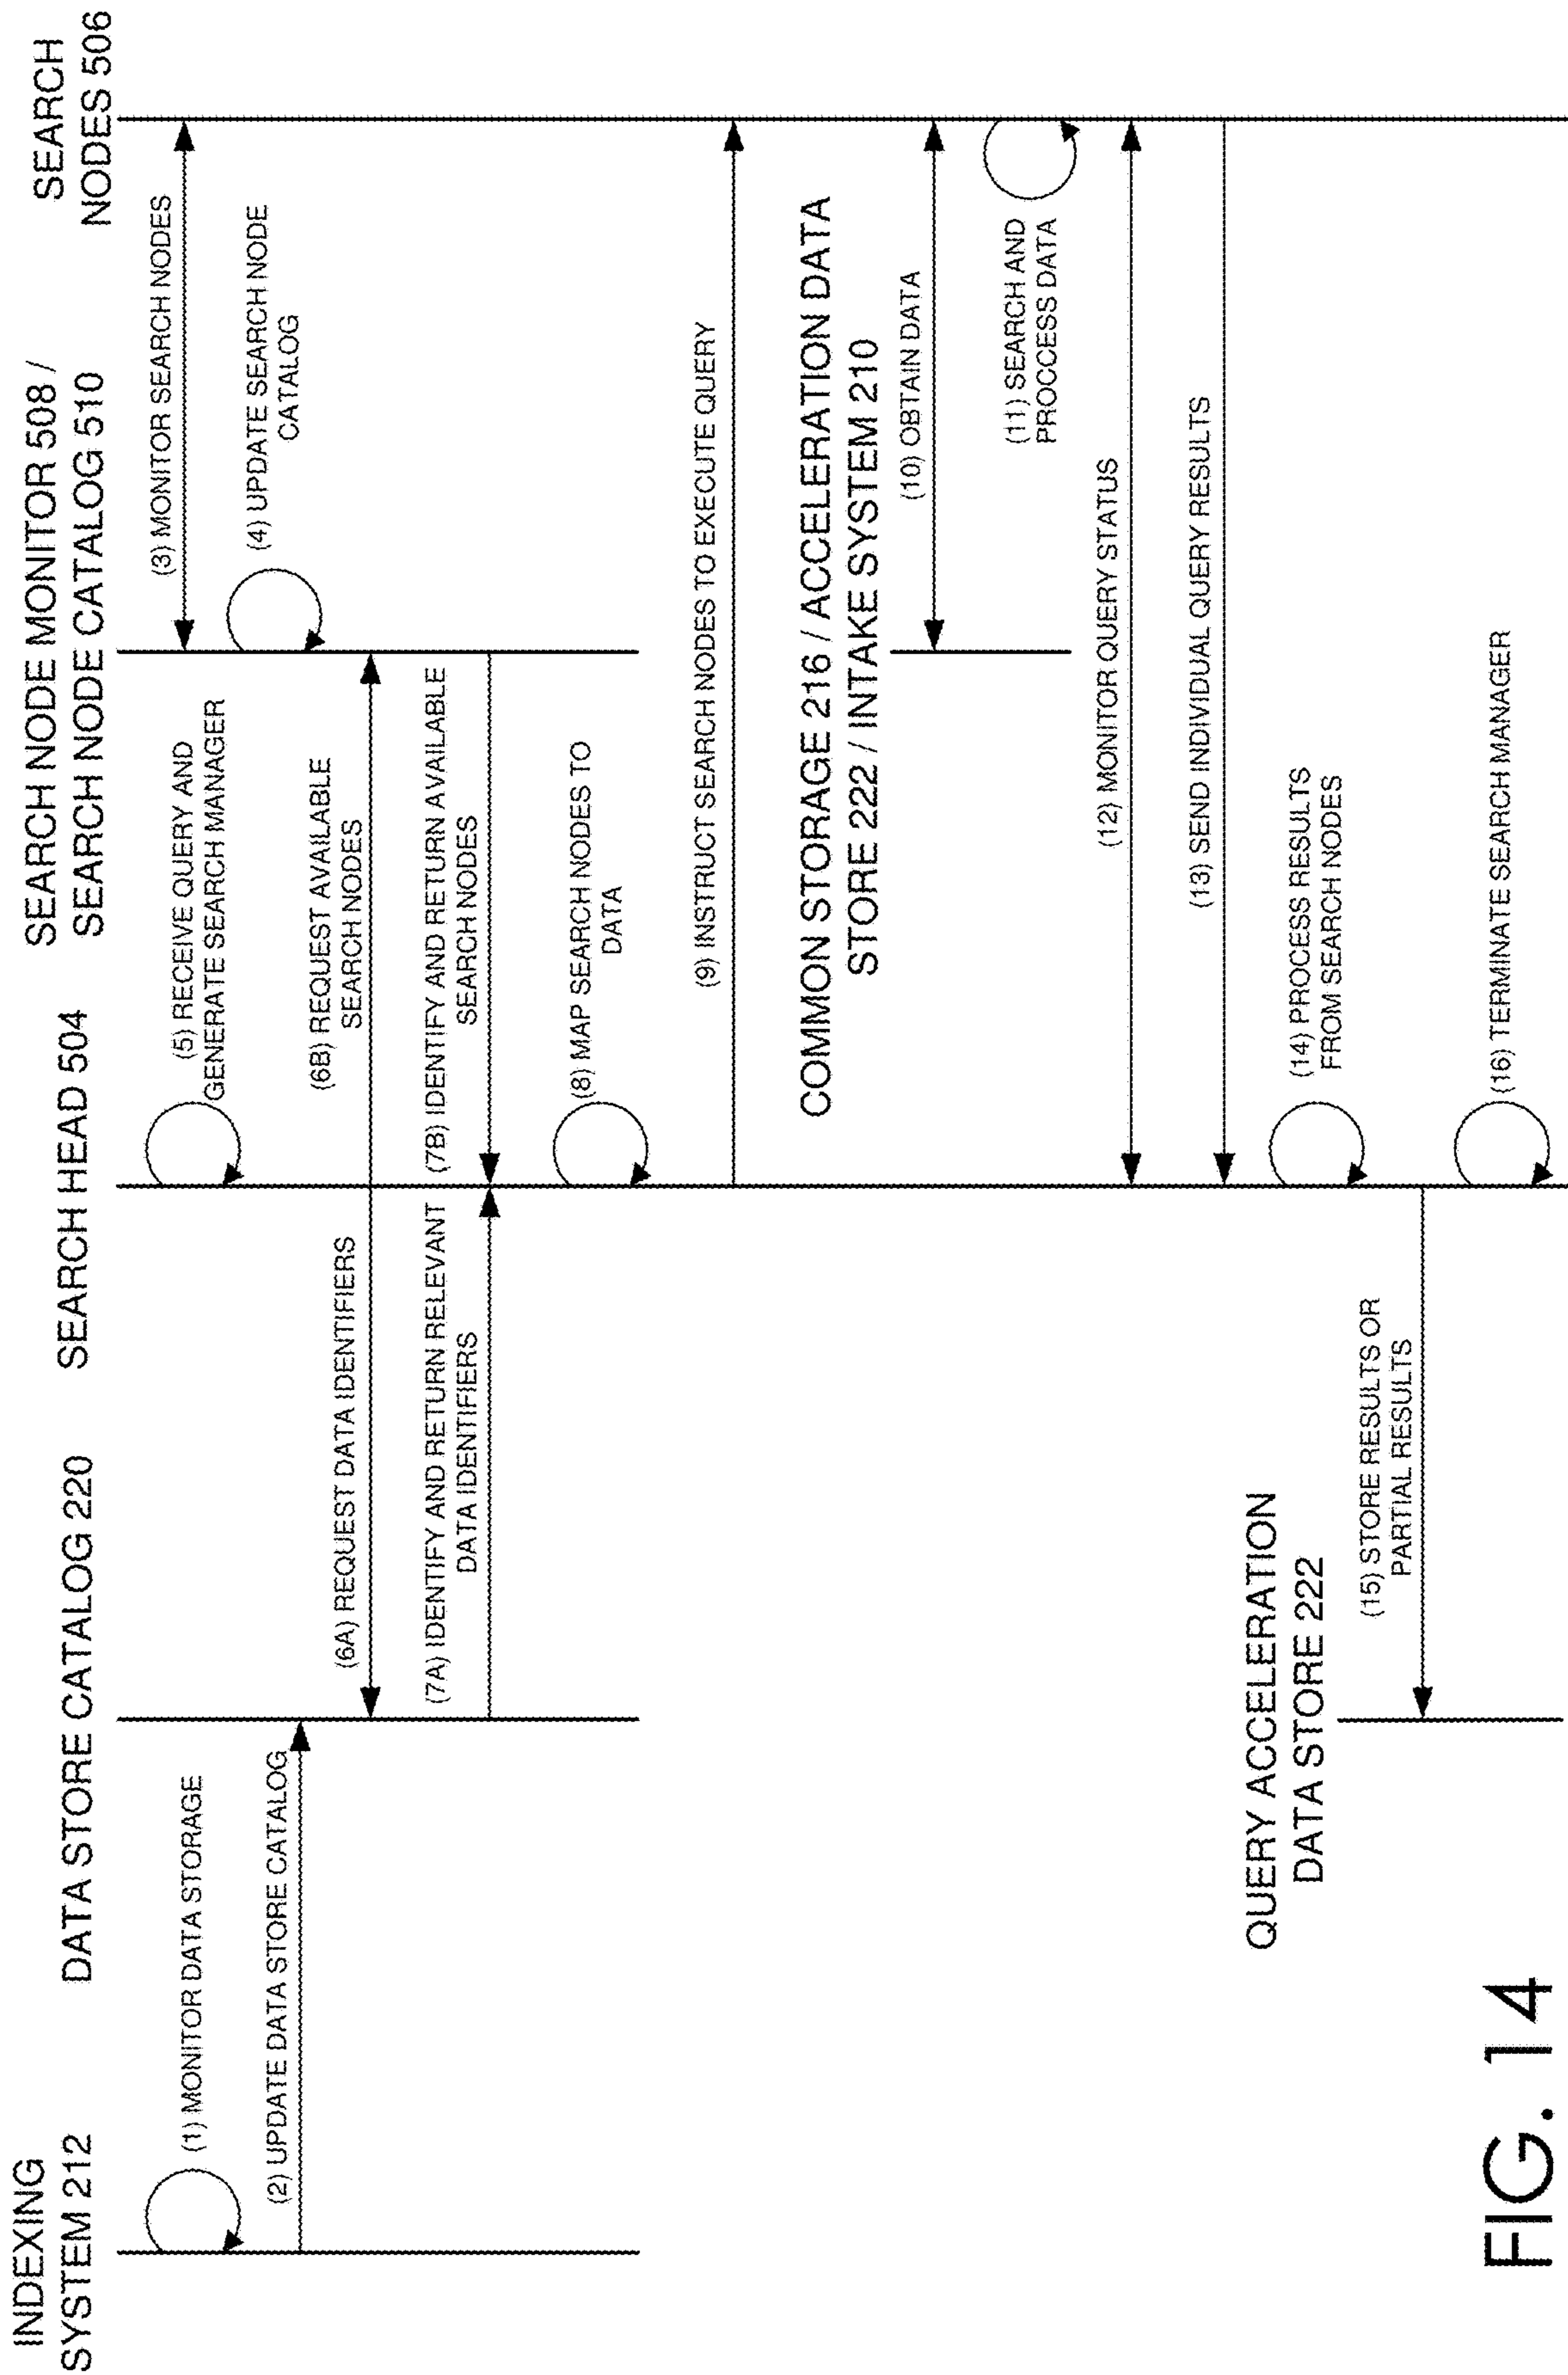 INDEXING
SYSTEM 212
DATA STORE CATALOG 220
SEARCH HEAD 504
SEARCH NODE MONITOR 508 /
SEARCH NODE CATALOG 510
SEARCH
NODES 506
(1) MONITOR DATA STORAGE
(2) UPDATE DATA STORE CATALOG
(3) MONITOR SEARCH NODES
(4) UPDATE SEARCH NODE
CATALOG
(5) RECEIVE QUERY AND
GENERATE SEARCH MANAGER
(6A) REQUEST DATA IDENTIFIERS
(6B) REQUEST AVAILABLE
SEARCH NODES
(7A) IDENTIFY AND RETURN RELEVANT
DATA IDENTIFIERS
(7B) IDENTIFY AND RETURN AVAILABLE
SEARCH NODES
(8) MAP SEARCH NODES TO
DATA
(9) INSTRUCT SEARCH NODES TO EXECUTE QUERY
COMMON STORAGE 216 / ACCELERATION DATA
STORE 222 / INTAKE SYSTEM 210
(10) OBTAIN DATA
(11) SEARCH AND
PROCCESS DATA
(12) MONITOR QUERY STATUS
(13) SEND INDIVIDUAL QUERY RESULTS
(14) PROCESS RESULTS
FROM SEARCH NODES
QUERY ACCELERATION
DATA STORE 222
(15) STORE RESULTS OR
PARTIAL RESULTS
(16) TERMINATE SEARCH MANAGER
FIG. 14